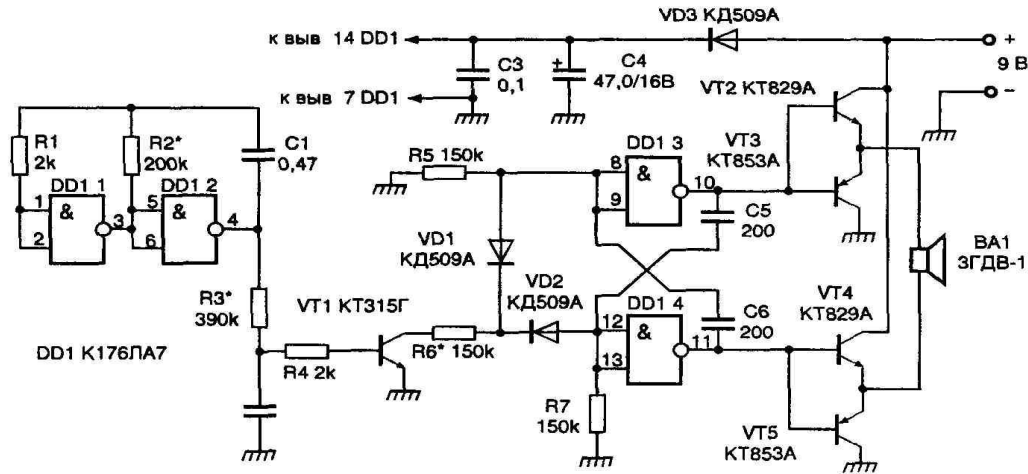 VD3 КД509А
к выв 14 DD1
+
9 В
C3
0,1
+
C4
47,0/16В
VT2 КТ829А
к выв 7 DD1
−
R1
2k
R2*
200k
C1
0,47
R5 150k
DD1 3
VT3
КТ853А
DD1 1
DD1 2
8
&
10
9
1
&
3
5
&
4
2
6
C5
200
VD1
КД509А
BA1
3ГДВ-1
VD2
КД509А
R3*
390k
VT1 КТ315Г
DD1 4
C6
200
VT4
КТ829А
12
&
11
13
R6* 150k
DD1 К176ЛА7
R4 2k
R7
150k
VT5
КТ853А